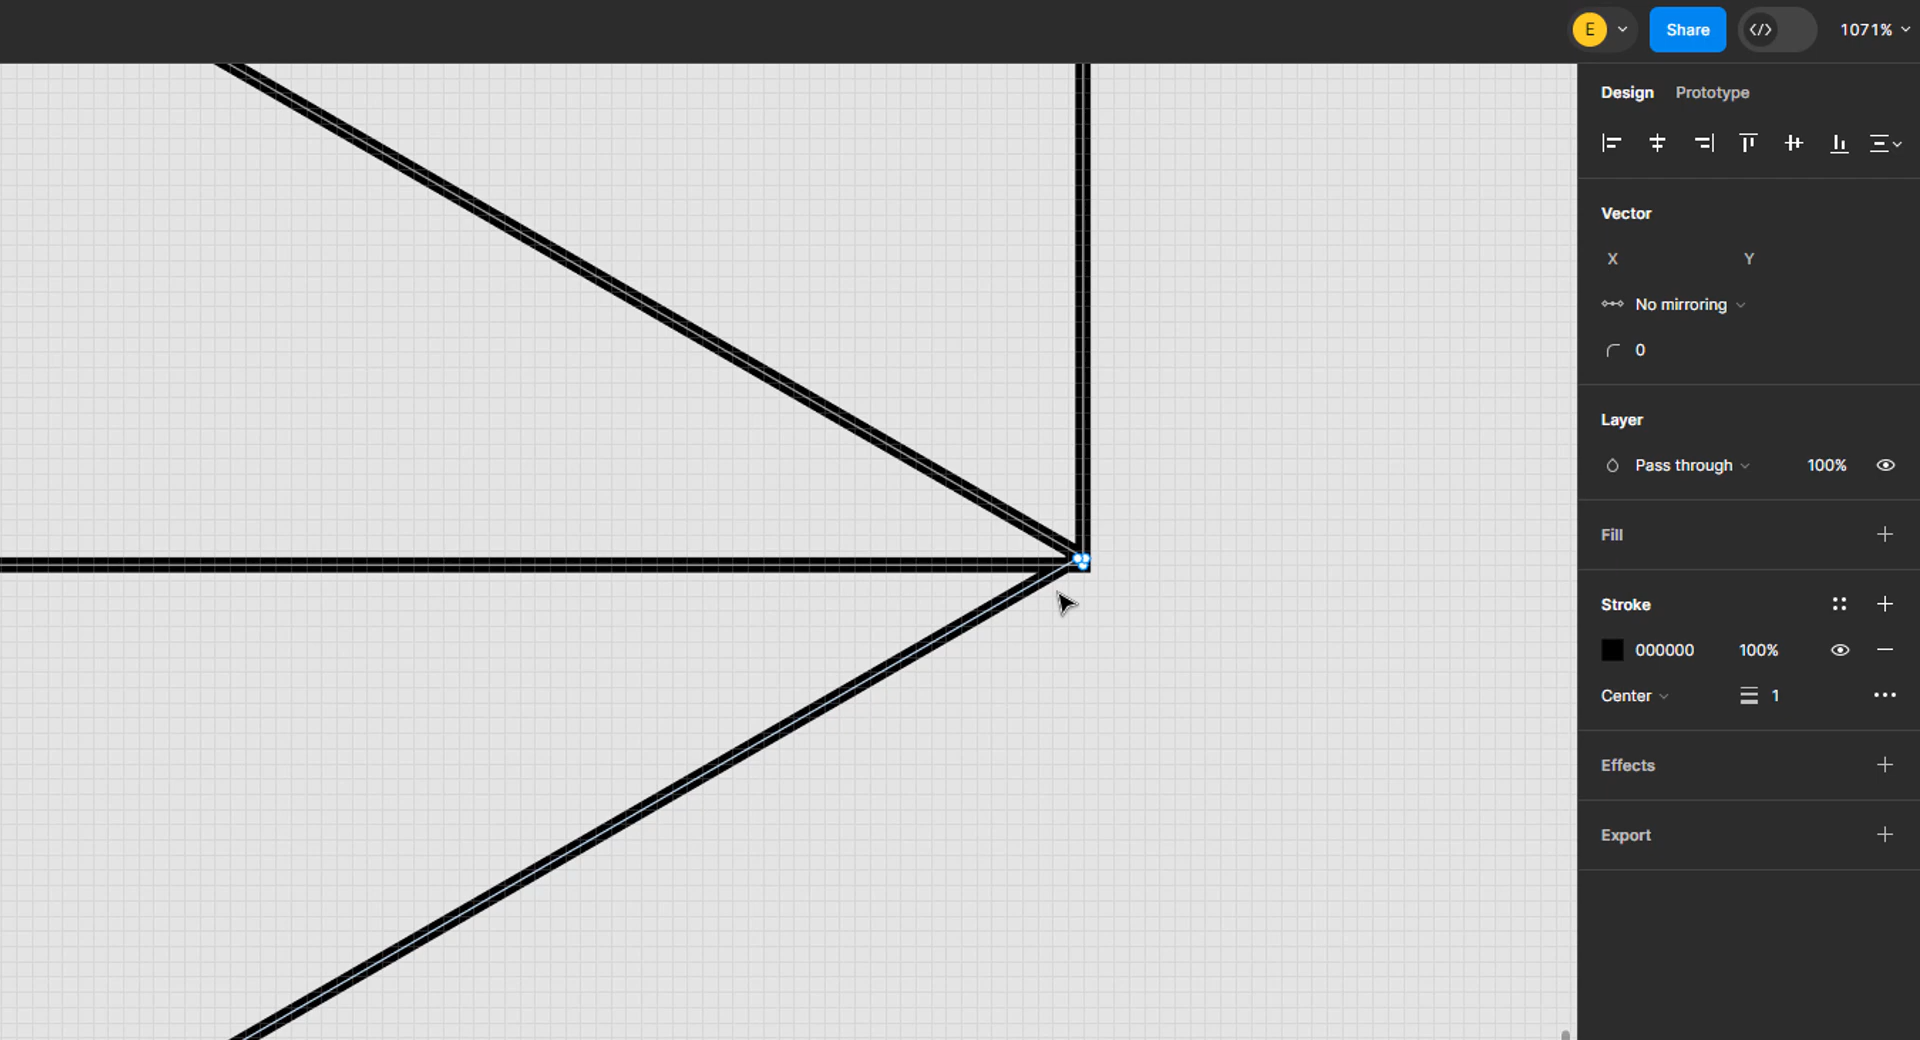 E
Share
1071%
Design Prototype
Vector
X Y
No mirroring
0
Layer
Pass through 100%
Fill
Stroke
000000 100%
Center 1
Effects
Export